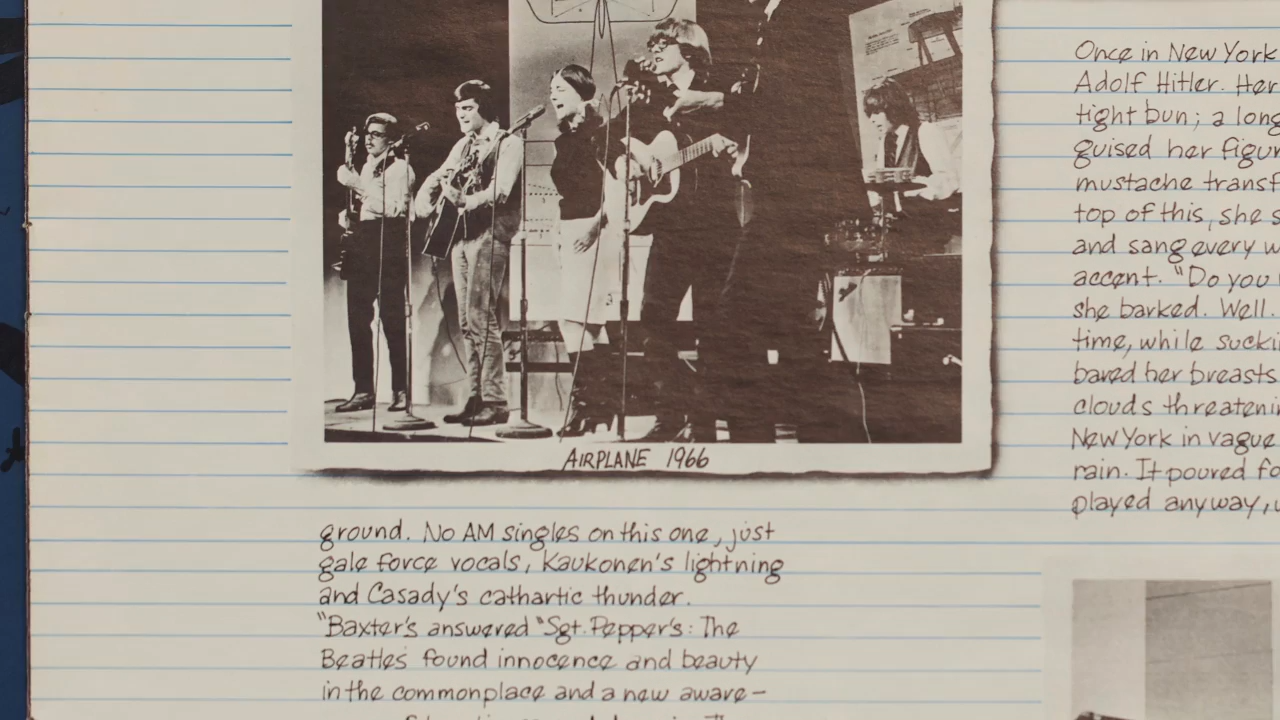 AIRPLANE 1966
ground. No AM singles on this one, just
gale force vocals, Kaukonen's lightning
and Casady's cathartic thunder.
"Baxter's answered "Sgt. Pepper's: The
Beatles found innocence and beauty
in the commonplace and a new aware-
Once in New York
Adolf Hitler. Her
tight bun; a long
guised her figur
mustache transf
top of this, she s
and sang every w
accent. "Do you
she barked. Well.
time, while sucki
bared her breasts
clouds threateni
New York in vague
rain. It poured fo
played anyway, u